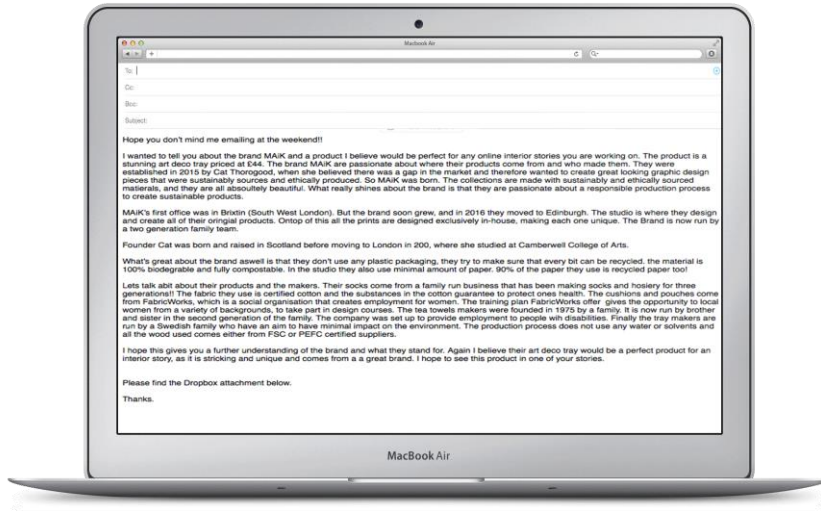 Macbook Air
To:
Cc:
Bcc:
Subject:
Hope you don't mind me emailing at the weekend!!
I wanted to tell you about the brand MAiK and a product I believe would be perfect for any online interior stories you are working on. The product is a
stunning art deco tray priced at £44. The brand MAiK are passionate about where their products come from and who made them. They were
established in 2015 by Cat Thorogood, when she believed there was a gap in the market and therefore wanted to create great looking graphic design
pieces that were sustainably sources and ethically produced. So MAiK was born. The collections are made with sustainably and ethically sourced
matierals, and they are all absoultely beautiful. What really shines about the brand is that they are passionate about a responsible production process
to create sustainable products.
MAiK's first office was in Brixtin (South West London). But the brand soon grew, and in 2016 they moved to Edinburgh. The studio is where they design
and create all of their oringial products. Ontop of this all the prints are designed exclusively in-house, making each one unique. The Brand is now run by
a two generation family team.
Founder Cat was born and raised in Scotland before moving to London in 200, where she studied at Camberwell College of Arts.
What's great about the brand aswell is that they don't use any plastic packaging, they try to make sure that every bit can be recycled. the material is
100% biodegrable and fully compostable. In the studio they also use minimal amount of paper. 90% of the paper they use is recycled paper too!
Lets talk abit about their products and the makers. Their socks come from a family run business that has been making socks and hosiery for three
generations!! The fabric they use is certified cotton and the substances in the cotton guarantee to protect ones health. The cushions and pouches come
from FabricWorks, which is a social organisation that creates employment for women. The training plan FabricWorks offer gives the opportunity to local
women from a variety of backgrounds, to take part in design courses. The tea towels makers were founded in 1975 by a family. It is now run by brother
and sister in the second generation of the family. The company was set up to provide employment to people wih disabilities. Finally the tray makers are
run by a Swedish family who have an aim to have minimal impact on the environment. The production process does not use any water or solvents and
all the wood used comes either from FSC or PEFC certified suppliers.
I hope this gives you a further understanding of the brand and what they stand for. Again I believe their art deco tray would be a perfect product for an
interior story, as it is stricking and unique and comes from a a great brand. I hope to see this product in one of your stories.
Please find the Dropbox attachment below.
Thanks.
MacBook Air